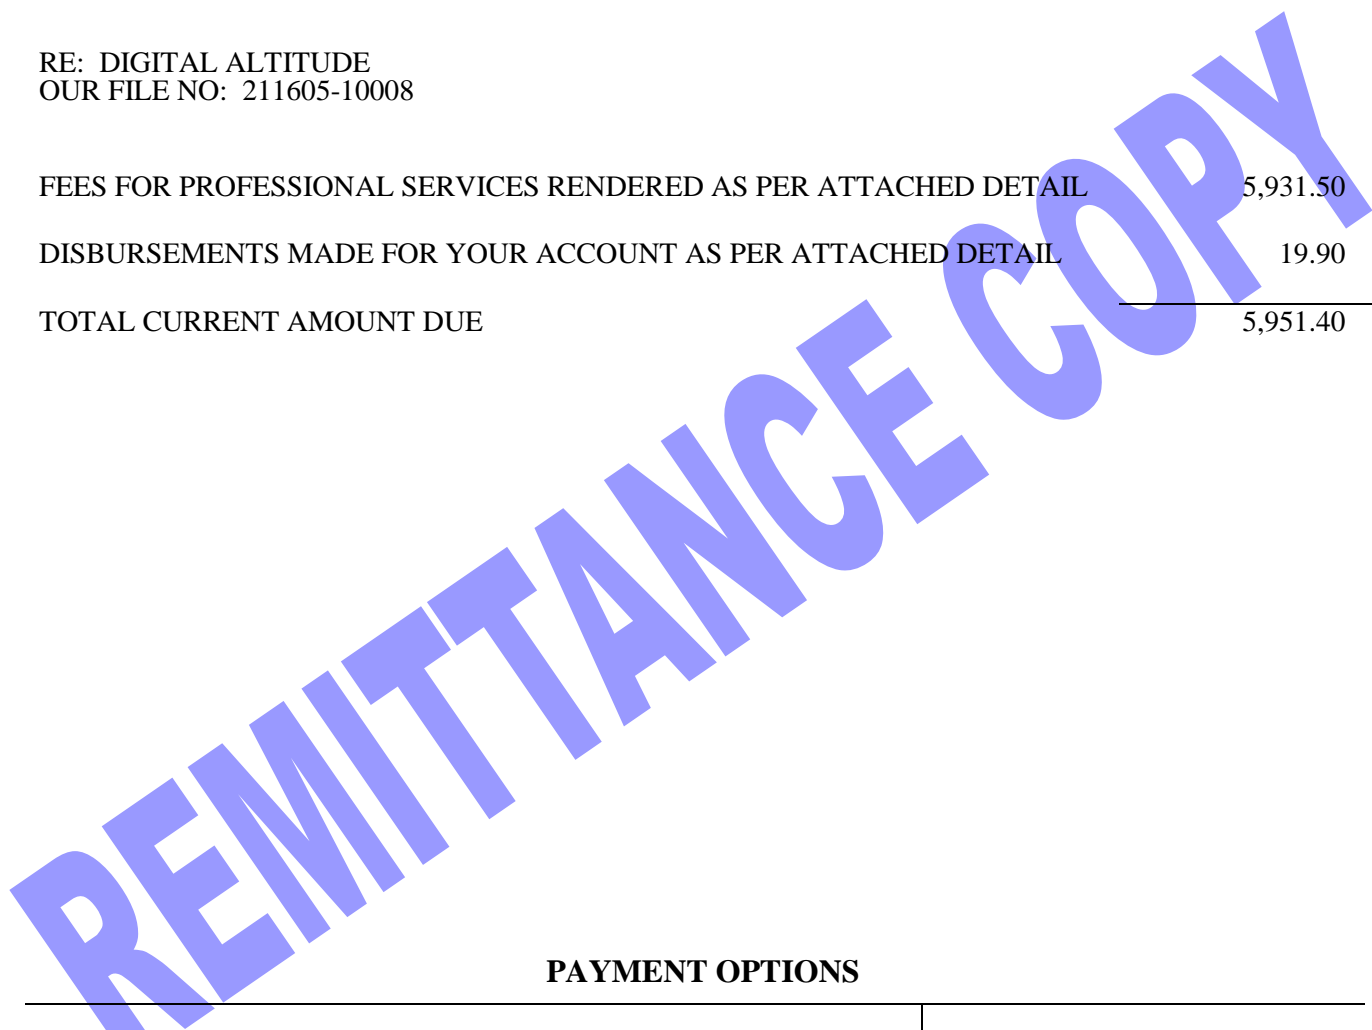 RE: DIGITAL ALTITUDE
OUR FILE NO: 211605-10008
FEES FOR PROFESSIONAL SERVICES RENDERED AS PER ATTACHED DETAIL 5,931.50
DISBURSEMENTS MADE FOR YOUR ACCOUNT AS PER ATTACHED DETAIL 19.90
TOTAL CURRENT AMOUNT DUE 5,951.40
REMITTANCE COPY
PAYMENT OPTIONS